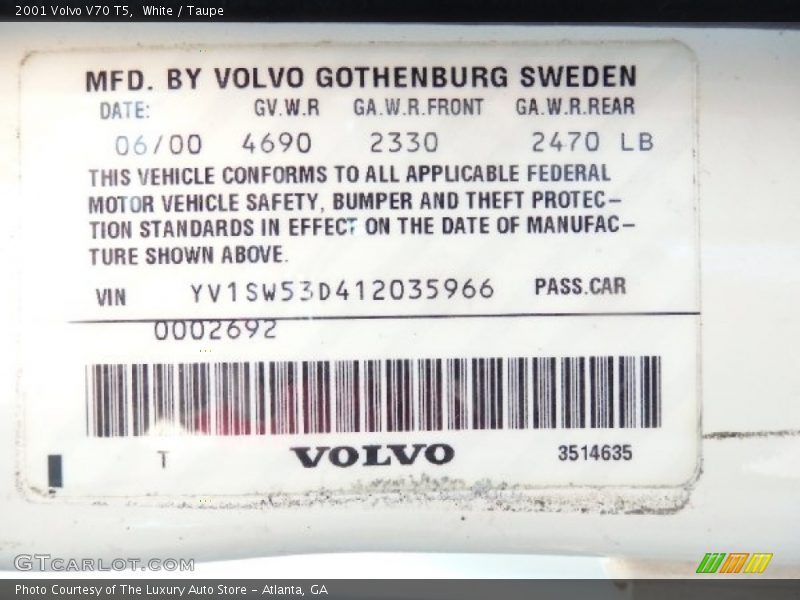 2001 Volvo V70 T5, White / Taupe
MFD. BY VOLVO GOTHENBURG SWEDEN
DATE: GV.W.R GA.W.R.FRONT GA.W.R.REAR
06/00 4690 2330 2470 LB
THIS VEHICLE CONFORMS TO ALL APPLICABLE FEDERAL
MOTOR VEHICLE SAFETY, BUMPER AND THEFT PROTEC-
TION STANDARDS IN EFFECT ON THE DATE OF MANUFAC-
TURE SHOWN ABOVE.
VIN YV1SW53D412035966 PASS.CAR
0002692
T VOLVO 3514635
GTCARLOT.COM
Photo Courtesy of The Luxury Auto Store - Atlanta, GA